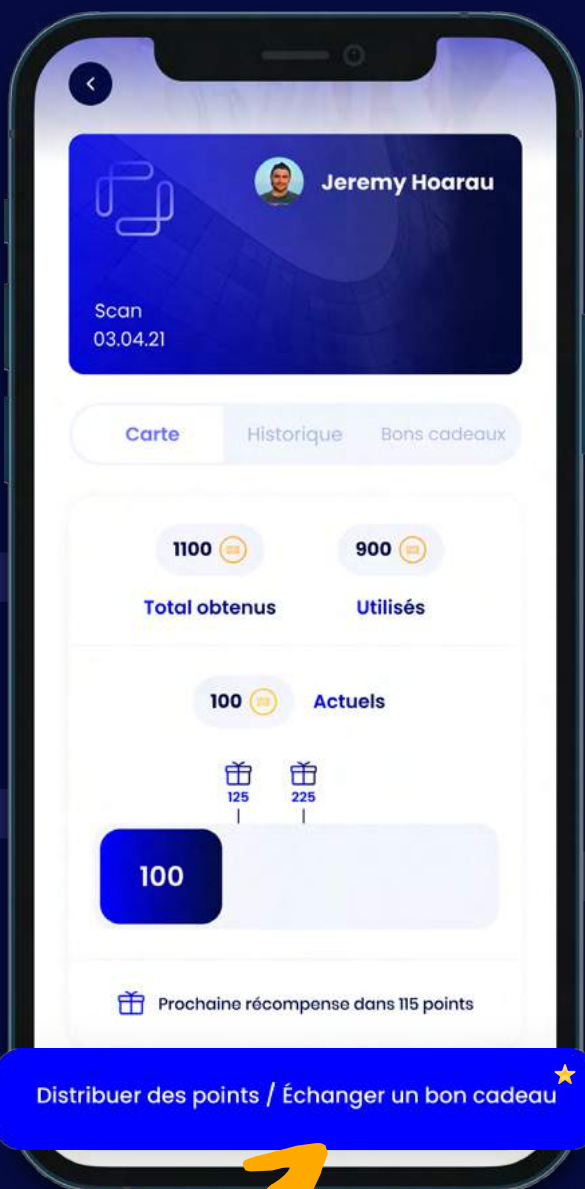 Jeremy Hoarau
Scan
03.04.21
Carte Historique Bons cadeaux
1100 900
Total obtenus Utilisés
100 Actuels
125 225
100
Prochaine récompense dans 115 points
Distribuer des points / Échanger un bon cadeau